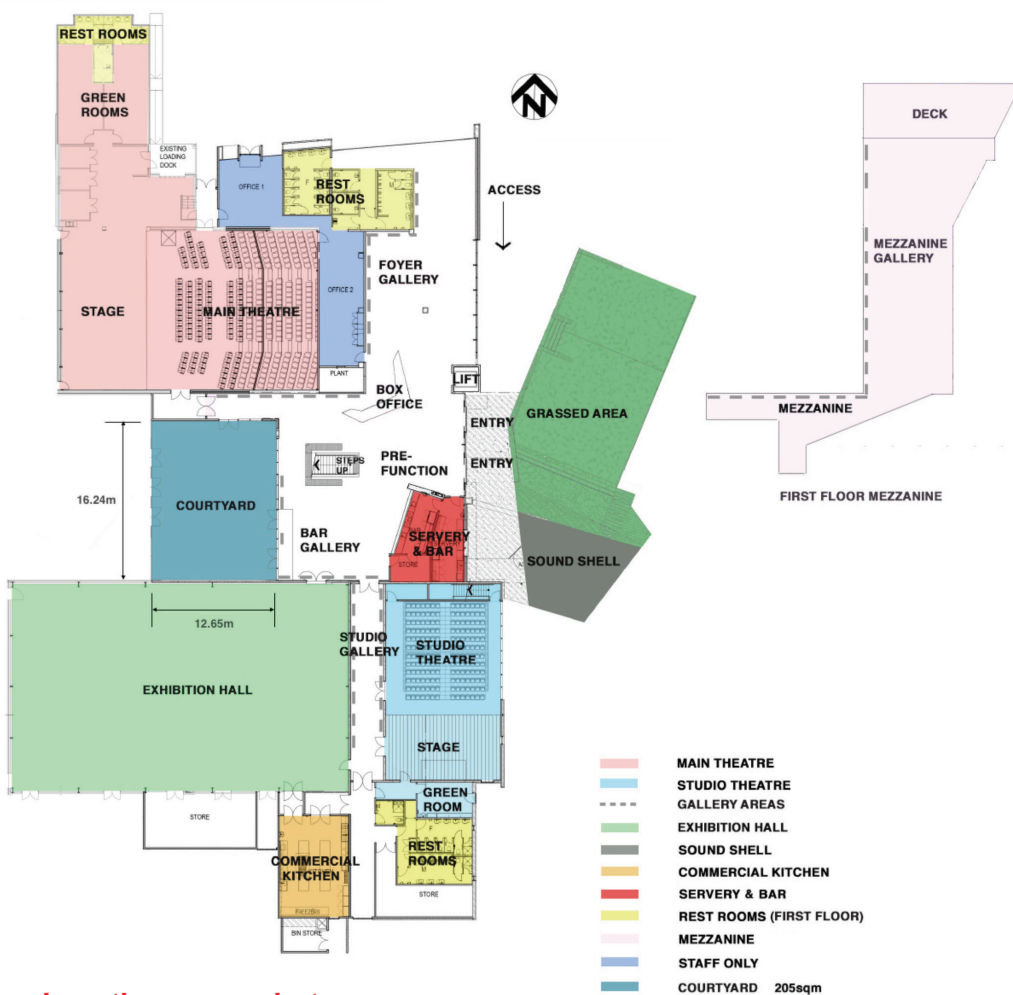 REST ROOMS
GREEN
ROOMS
EXISTING
LOADING
DOCK
N
OFFICE 1
F
REST
ROOMS
M
ACCESS
DECK
MEZZANINE
GALLERY
FOYER
GALLERY
OFFICE 2
STAGE
MAIN THEATRE
PLANT
LIFT
BOX
OFFICE
GRASSED AREA
MEZZANINE
ENTRY
ENTRY
STEPS
UP
PRE-
FUNCTION
FIRST FLOOR MEZZANINE
16.24m
COURTYARD
BAR
GALLERY
SERVERY
& BAR
STORE
SOUND SHELL
12.65m
STUDIO
GALLERY
STUDIO
THEATRE
EXHIBITION HALL
STAGE
GREEN
ROOM
STORE
F
REST
ROOMS
M
COMMERCIAL
KITCHEN
STORE
BIN STORE
MAIN THEATRE
STUDIO THEATRE
GALLERY AREAS
EXHIBITION HALL
SOUND SHELL
COMMERCIAL KITCHEN
SERVERY & BAR
REST ROOMS (FIRST FLOOR)
MEZZANINE
STAFF ONLY
COURTYARD 205sqm